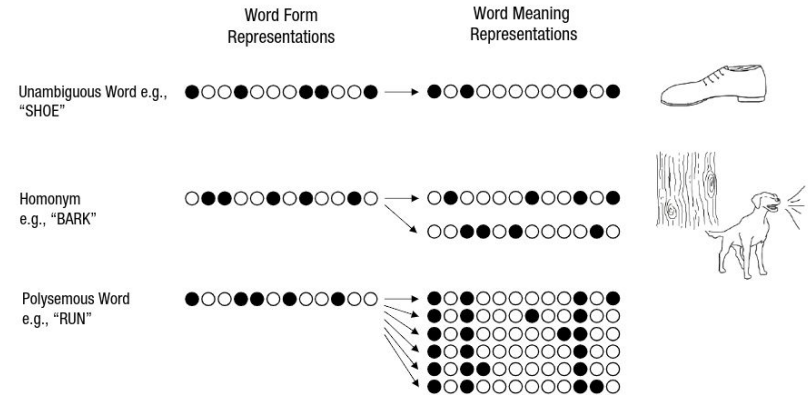 Word Form
Representations
Word Meaning
Representations
Unambiguous Word e.g.,
“SHOE”
Homonym
e.g., “BARK”
Polysemous Word
e.g., “RUN”